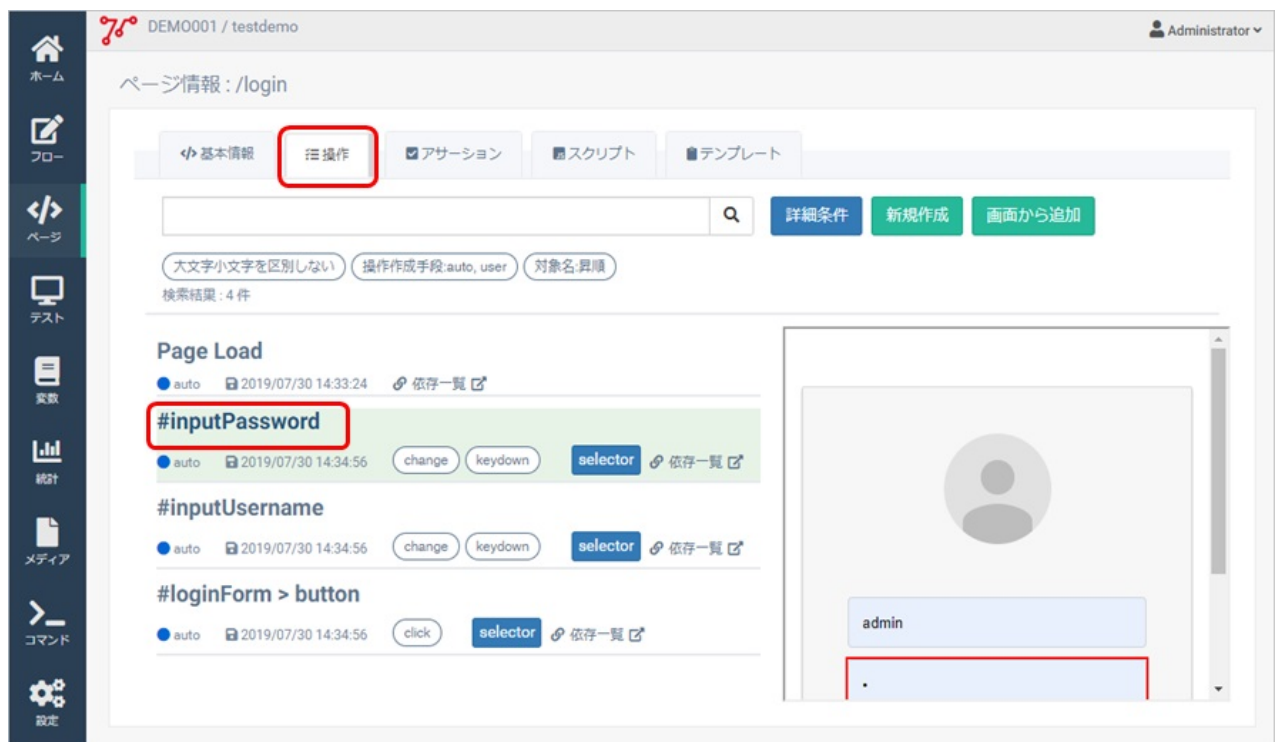 DEMO001 / testdemo
Administrator
ホーム
フロー
ページ
テスト
変数
統計
メディア
コマンド
設定
ページ情報 : /login
基本情報
操作
アサーション
スクリプト
テンプレート
詳細条件
新規作成
画面から追加
大文字小文字を区別しない
操作作成手段:auto, user
対象名:昇順
検索結果 : 4 件
Page Load
auto 2019/07/30 14:33:24 依存一覧
#inputPassword
auto 2019/07/30 14:34:56 change keydown selector 依存一覧
#inputUsername
auto 2019/07/30 14:34:56 change keydown selector 依存一覧
#loginForm > button
auto 2019/07/30 14:34:56 click selector 依存一覧
admin